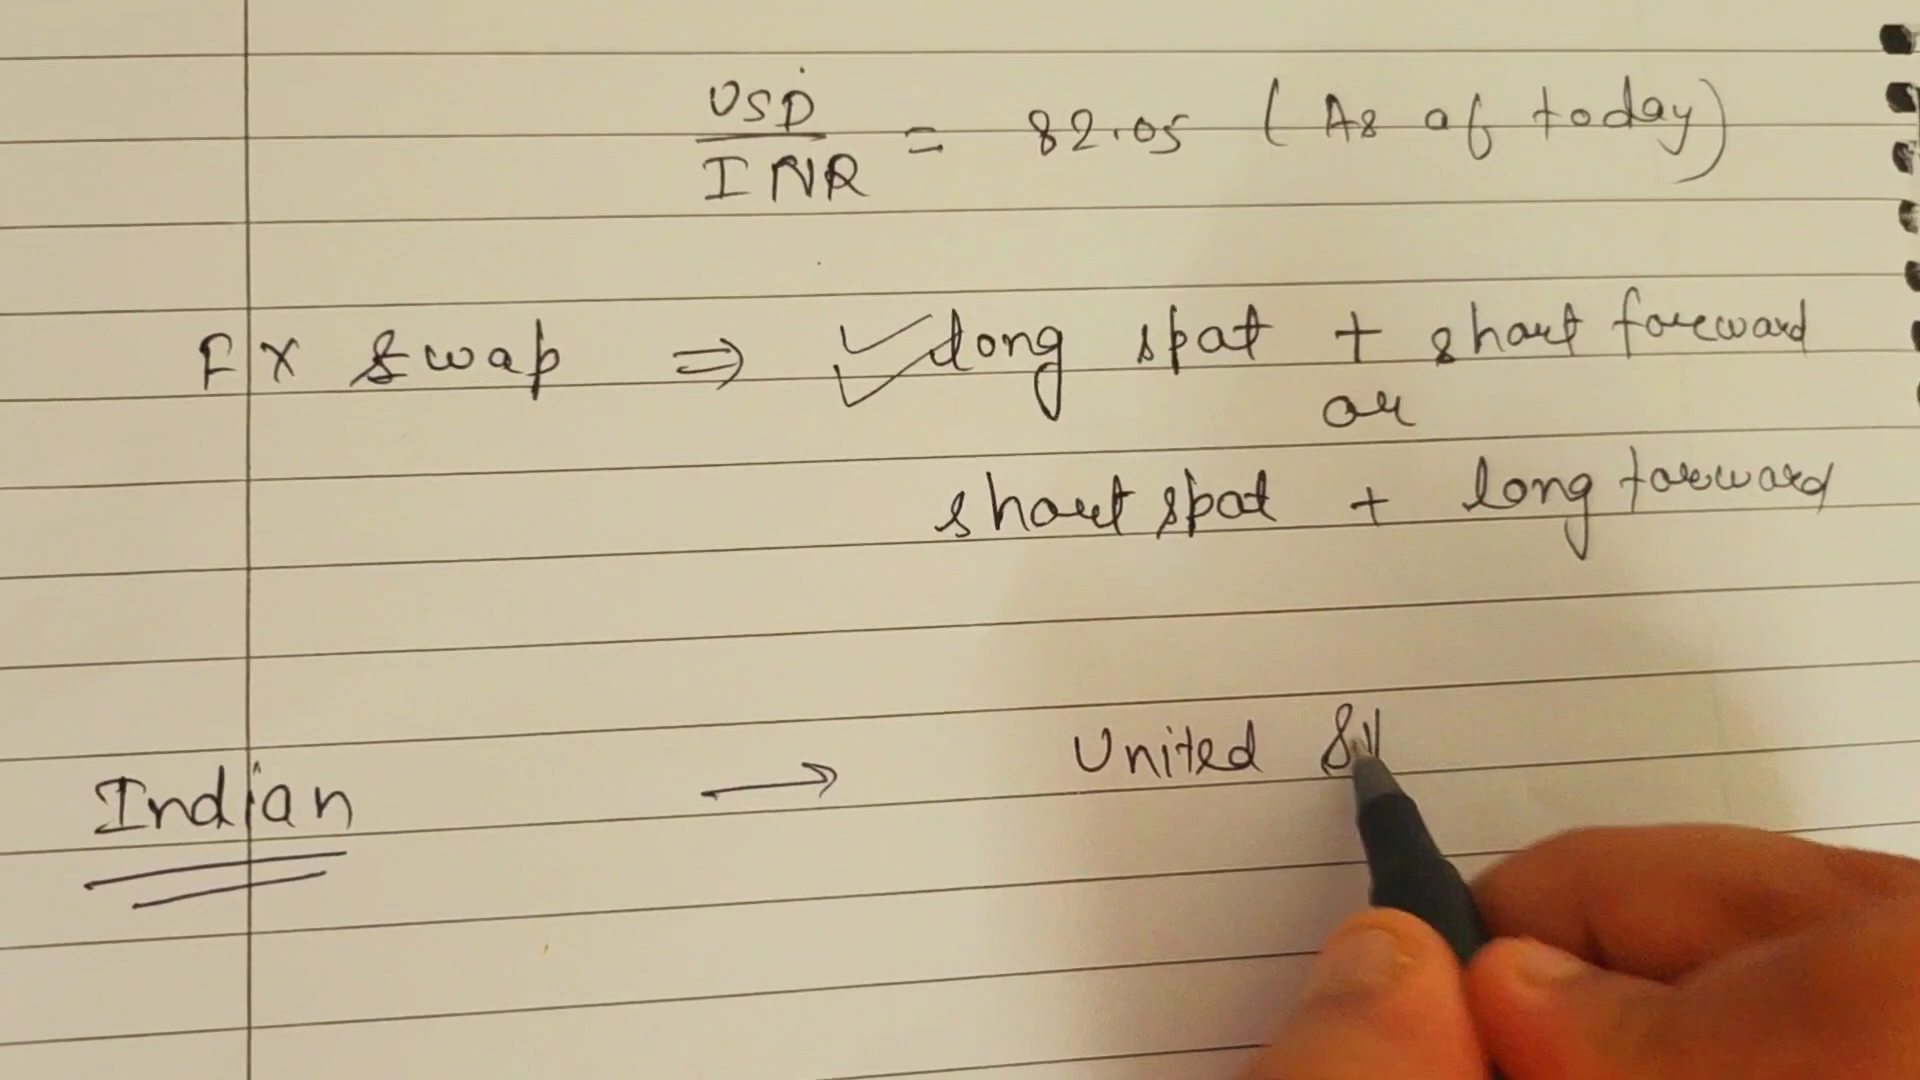 USD
INR = 82.05 (As of today)
FX swap ⇒ ✓✓ long spot + short forward
or
short spot + long forward
Indian → United